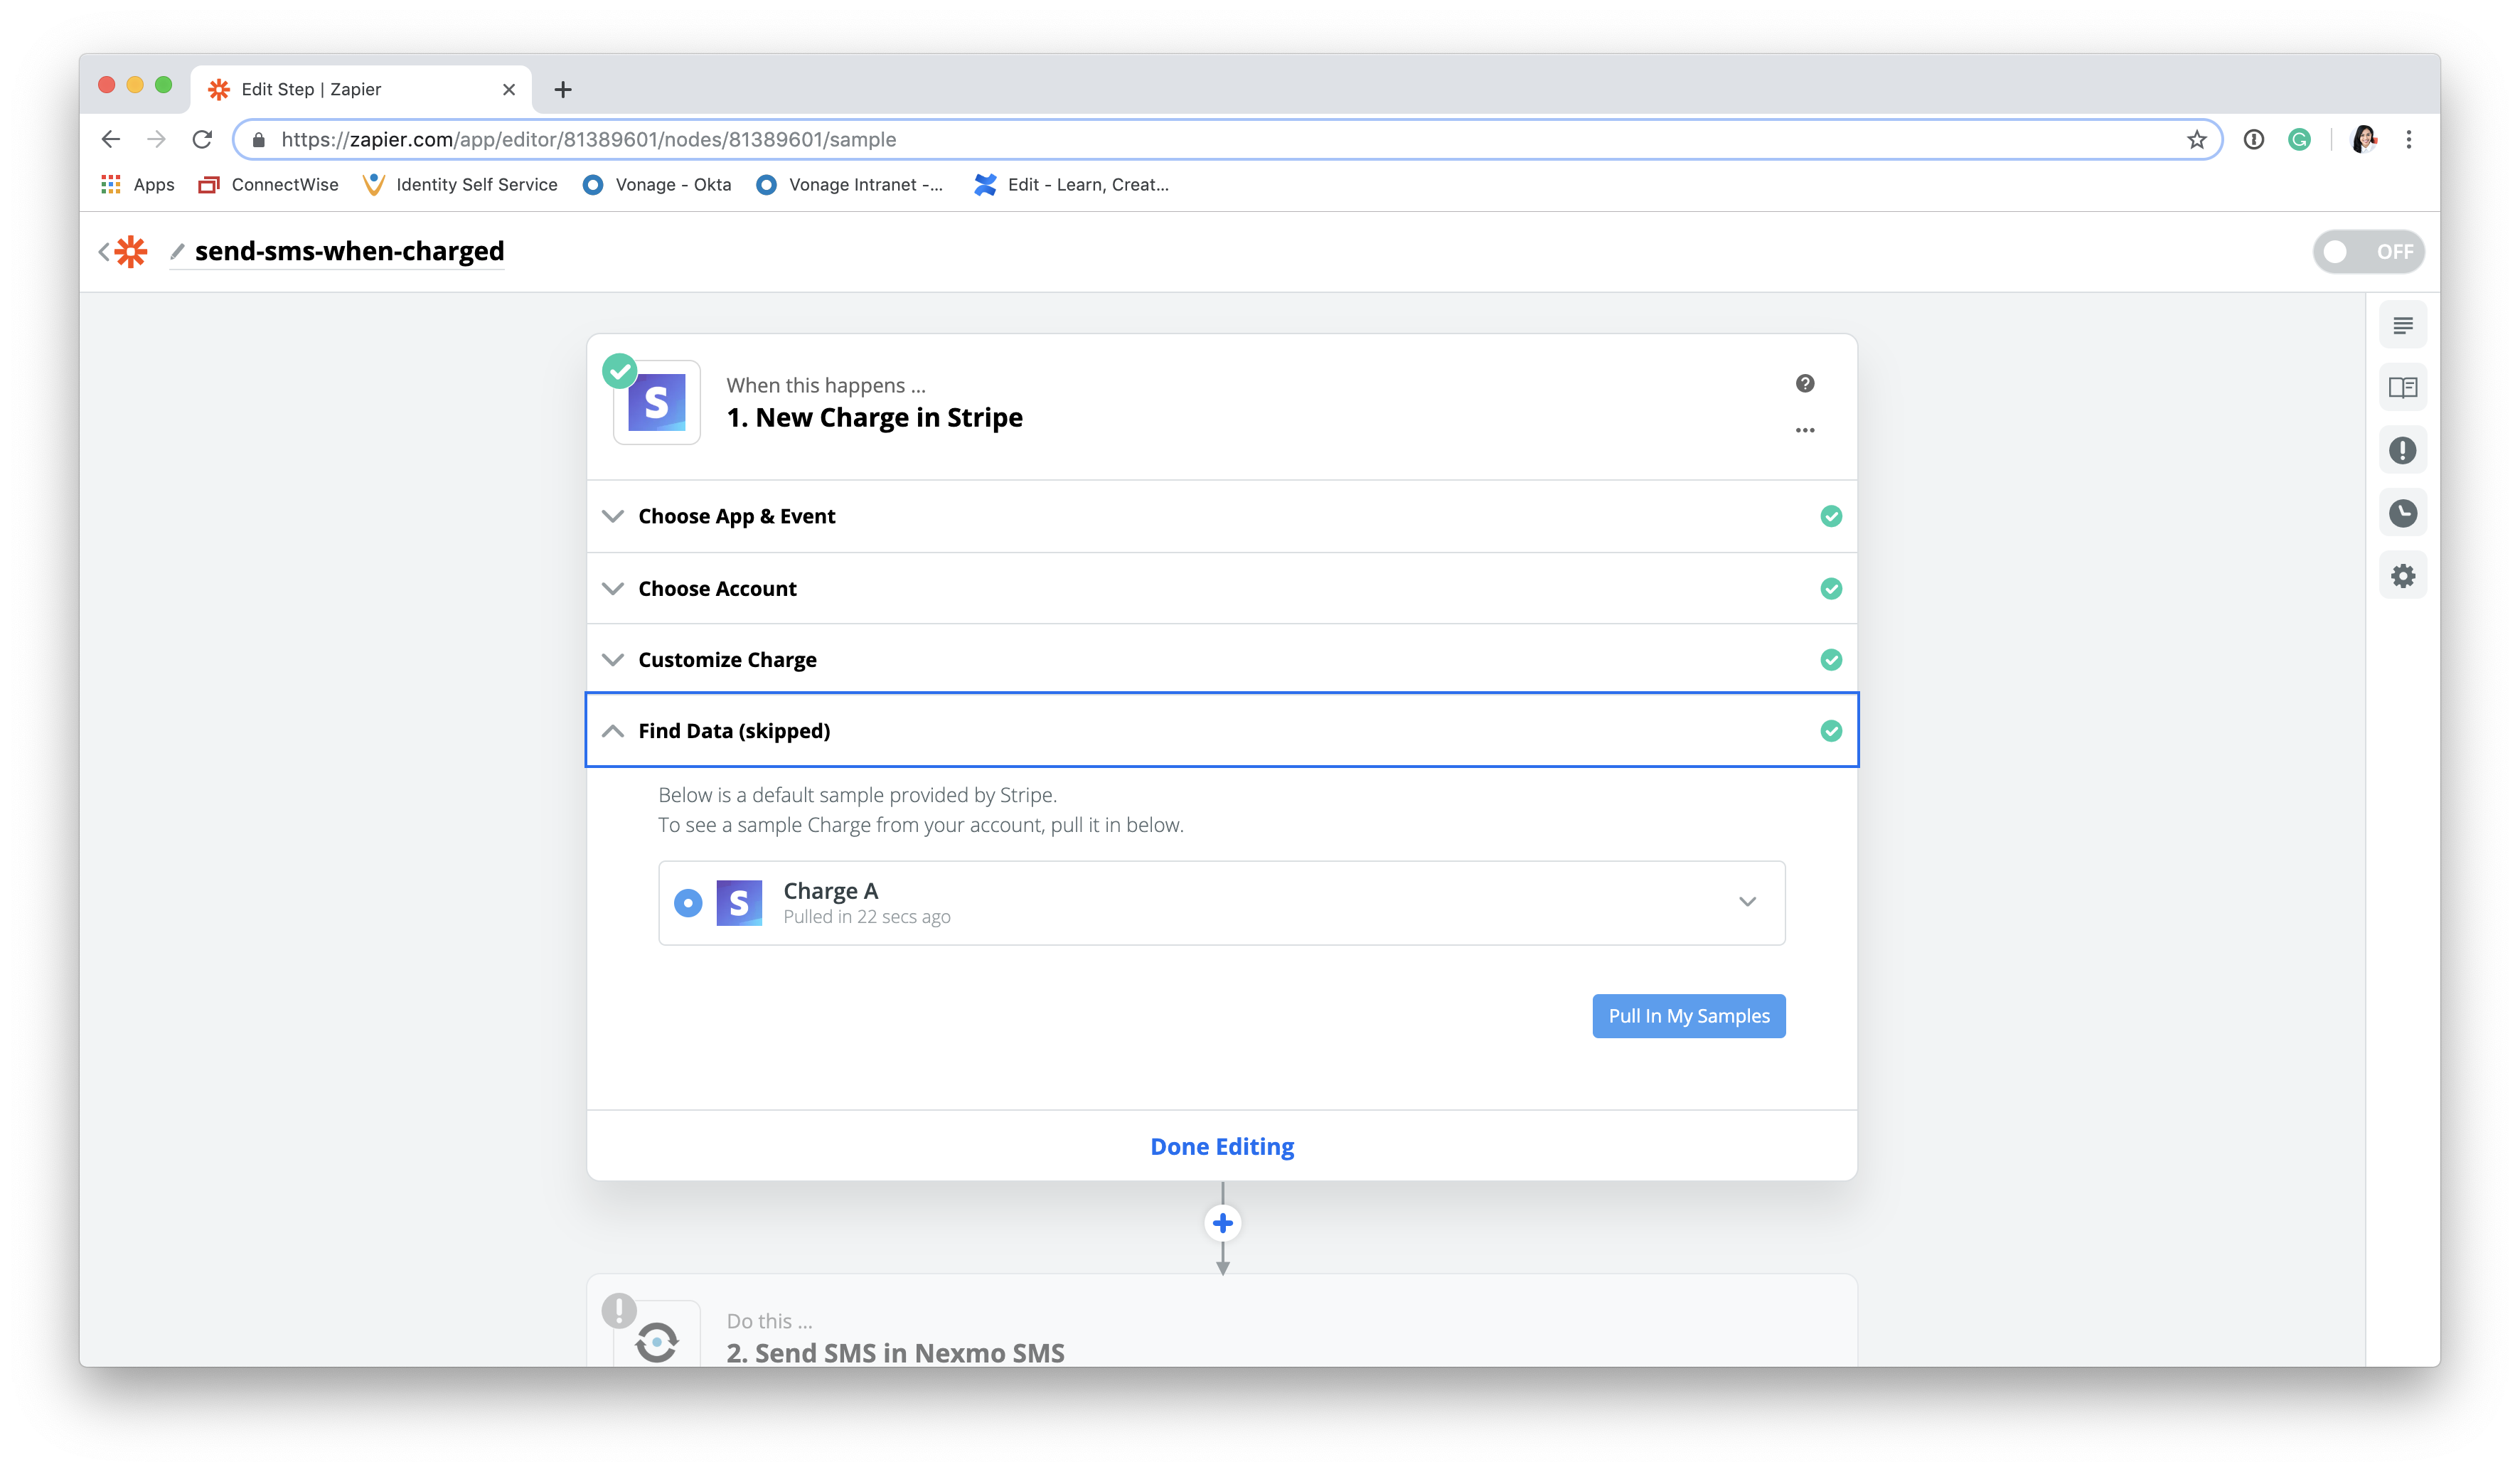 Edit Step | Zapier
https://zapier.com/app/editor/81389601/nodes/81389601/sample
Apps ConnectWise Identity Self Service Vonage - Okta Vonage Intranet -... Edit - Learn, Creat...
send-sms-when-charged OFF
When this happens ...
1. New Charge in Stripe
Choose App & Event
Choose Account
Customize Charge
Find Data (skipped)
Below is a default sample provided by Stripe.
To see a sample Charge from your account, pull it in below.
S Charge A
Pulled in 22 secs ago
Pull In My Samples
Done Editing
Do this ...
2. Send SMS in Nexmo SMS